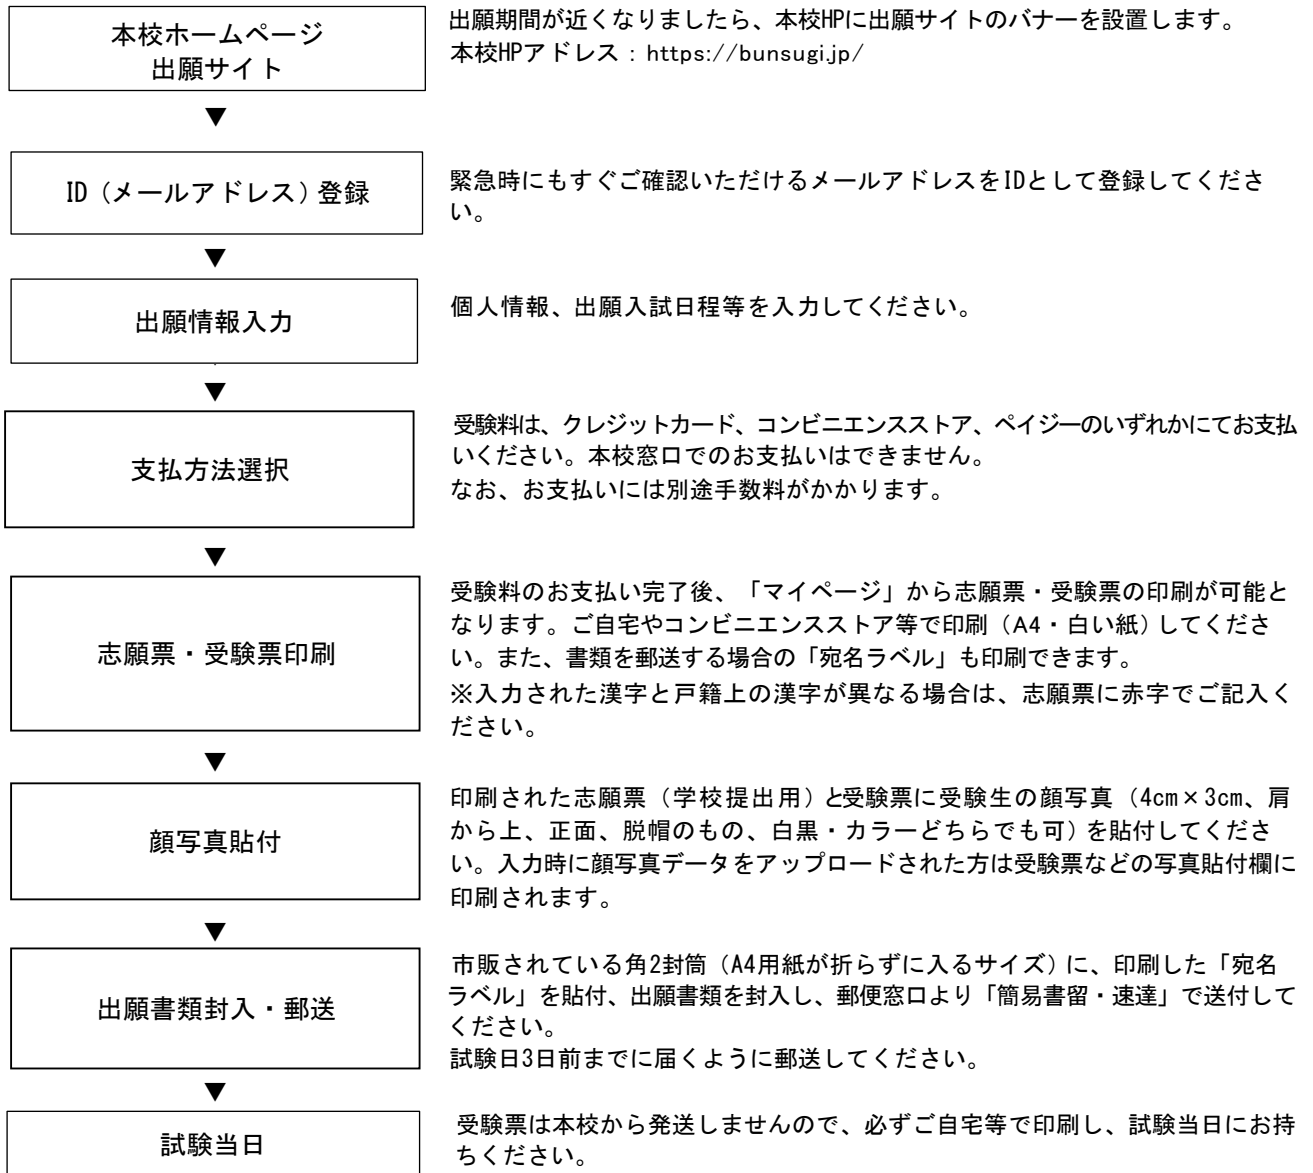 本校ホームページ
出願サイト
出願期間が近くなりましたら、本校HPに出願サイトのバナーを設置します。
本校HPアドレス：https://bunsugi.jp/
▼
ID（メールアドレス）登録
緊急時にもすぐご確認いただけるメールアドレスをIDとして登録してくださ
い。
▼
出願情報入力
個人情報、出願入試日程等を入力してください。
▼
支払方法選択
受験料は、クレジットカード、コンビニエンスストア、ペイジーのいずれかにてお支払
いください。本校窓口でのお支払いはできません。
なお、お支払いには別途手数料がかかります。
▼
志願票・受験票印刷
受験料のお支払い完了後、「マイページ」から志願票・受験票の印刷が可能と
なります。ご自宅やコンビニエンスストア等で印刷（A4・白い紙）してくださ
い。また、書類を郵送する場合の「宛名ラベル」も印刷できます。
※入力された漢字と戸籍上の漢字が異なる場合は、志願票に赤字でご記入く
ださい。
▼
顔写真貼付
印刷された志願票（学校提出用）と受験票に受験生の顔写真（4cm×3cm、肩
から上、正面、脱帽のもの、白黒・カラーどちらでも可）を貼付してくださ
い。入力時に顔写真データをアップロードされた方は受験票などの写真貼付欄に
印刷されます。
▼
出願書類封入・郵送
市販されている角2封筒（A4用紙が折らずに入るサイズ）に、印刷した「宛名
ラベル」を貼付、出願書類を封入し、郵便窓口より「簡易書留・速達」で送付して
ください。
試験日3日前までに届くように郵送してください。
▼
試験当日
受験票は本校から発送しませんので、必ずご自宅等で印刷し、試験当日にお持
ちください。